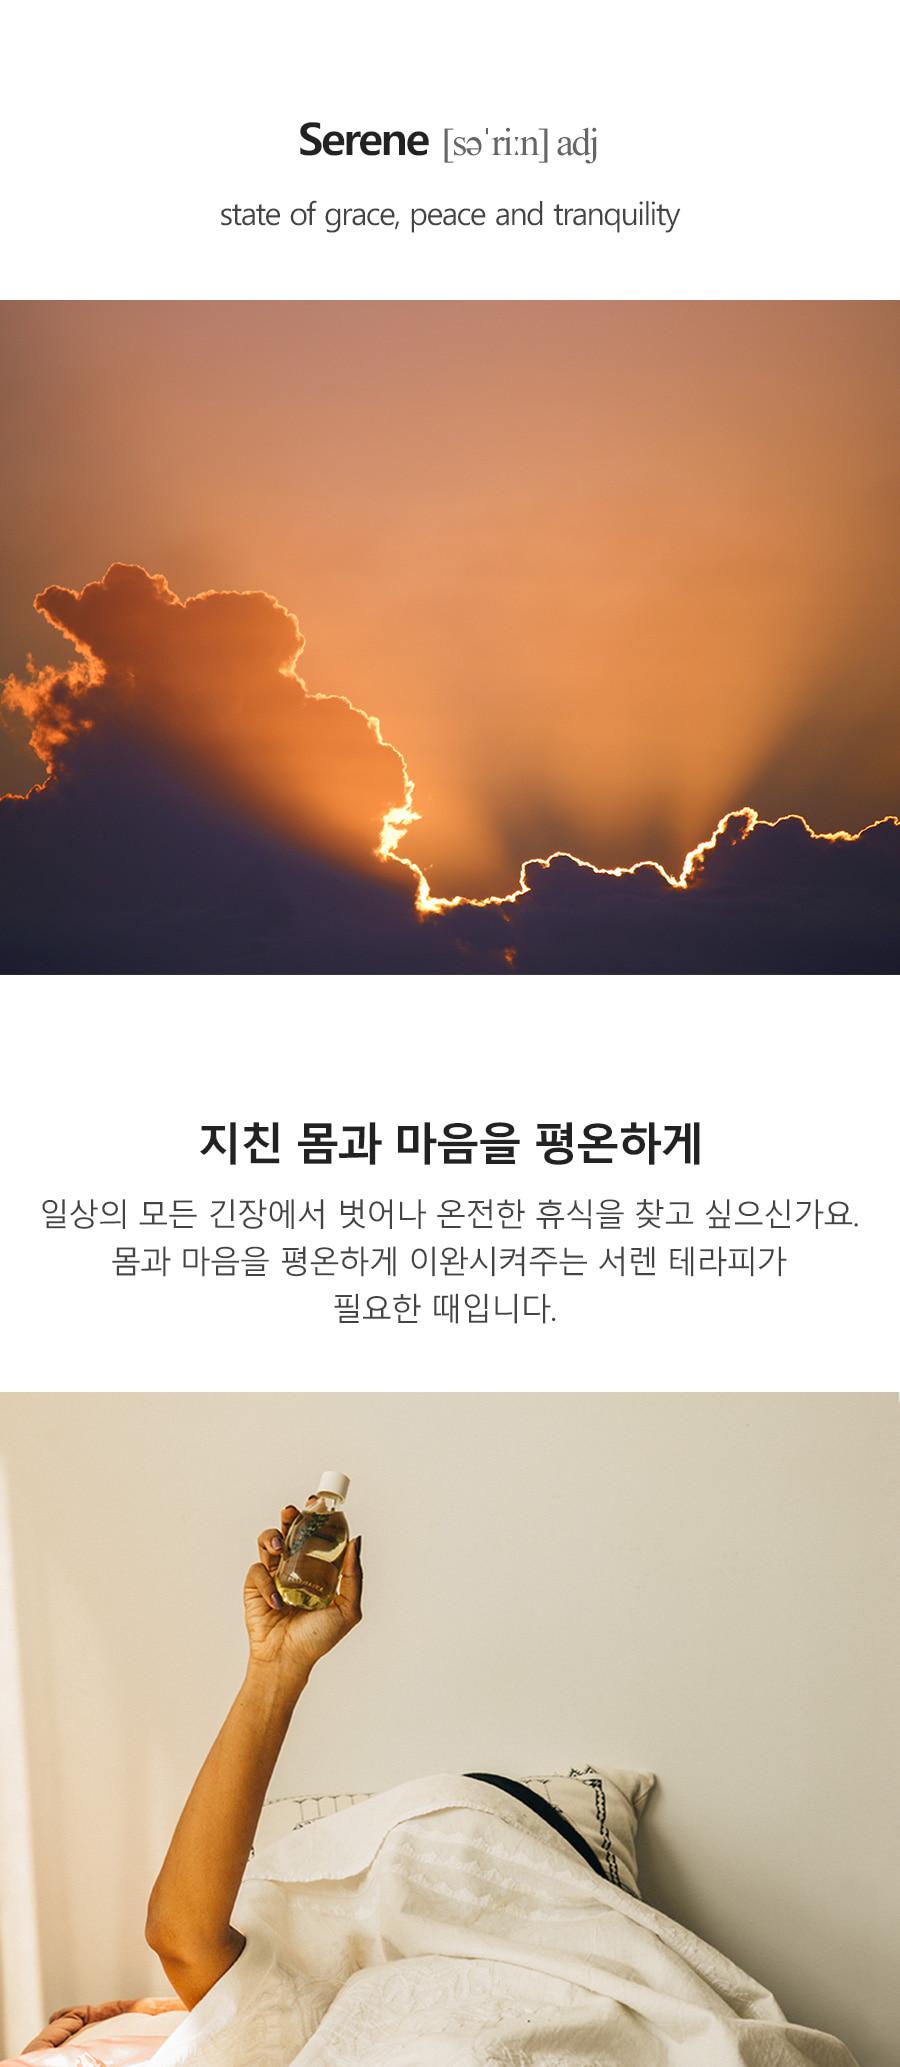 Serene [səˈriːn] adj
state of grace, peace and tranquility
지친 몸과 마음을 평온하게
일상의 모든 긴장에서 벗어나 온전한 휴식을 찾고 싶으신가요.
몸과 마음을 평온하게 이완시켜주는 서렌 테라피가
필요한 때입니다.